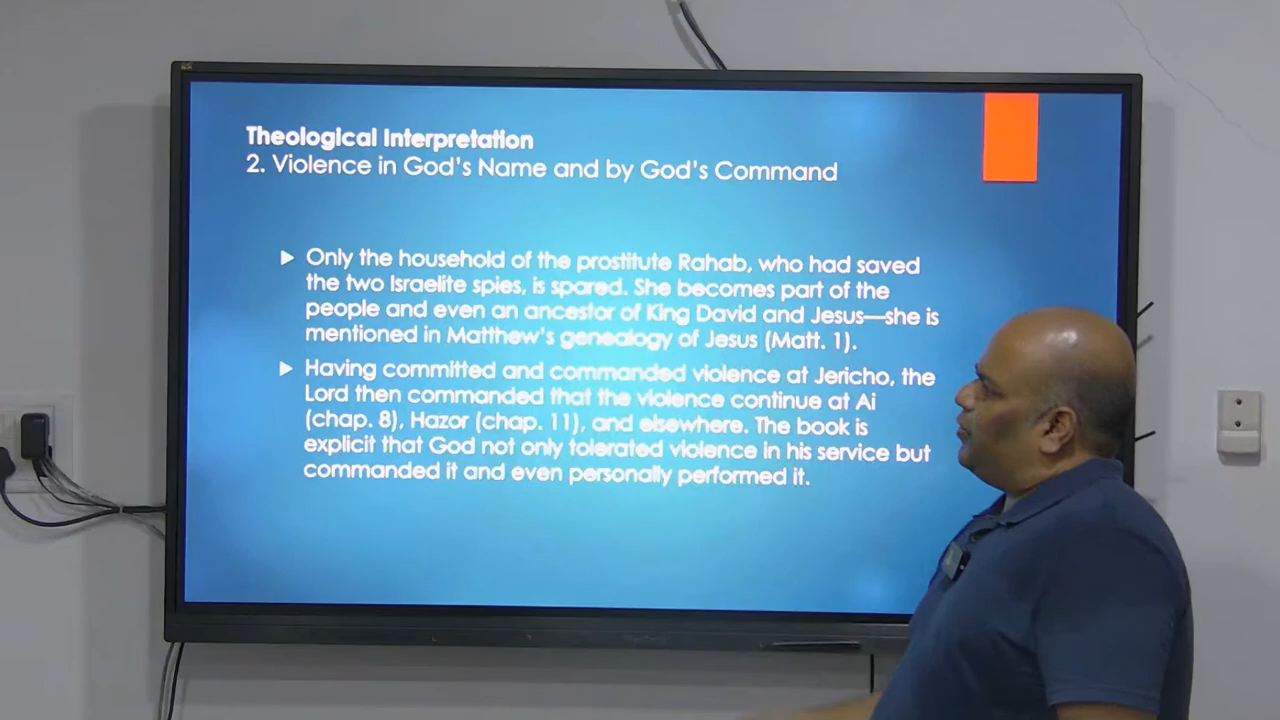 Theological Interpretation
2. Violence in God's Name and by God's Command
Only the household of the prostitute Rahab, who had saved
the two Israelite spies, is spared. She becomes part of the
people and even an ancestor of King David and Jesus—she is
mentioned in Matthew's genealogy of Jesus (Matt. 1).
Having committed and commanded violence at Jericho, the
Lord then commanded that the violence continue at Ai
(chap. 8), Hazor (chap. 11), and elsewhere. The book is
explicit that God not only tolerated violence in his service but
commanded it and even personally performed it.